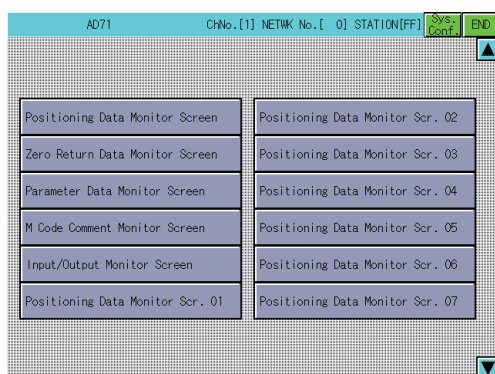 AD71 ChNo.[1] NETWK No.[ 0] STATION[FF] Sys. Conf. END
Positioning Data Monitor Screen
Positioning Data Monitor Scr. 02
Zero Return Data Monitor Screen
Positioning Data Monitor Scr. 03
Parameter Data Monitor Screen
Positioning Data Monitor Scr. 04
M Code Comment Monitor Screen
Positioning Data Monitor Scr. 05
Input/Output Monitor Screen
Positioning Data Monitor Scr. 06
Positioning Data Monitor Scr. 01
Positioning Data Monitor Scr. 07